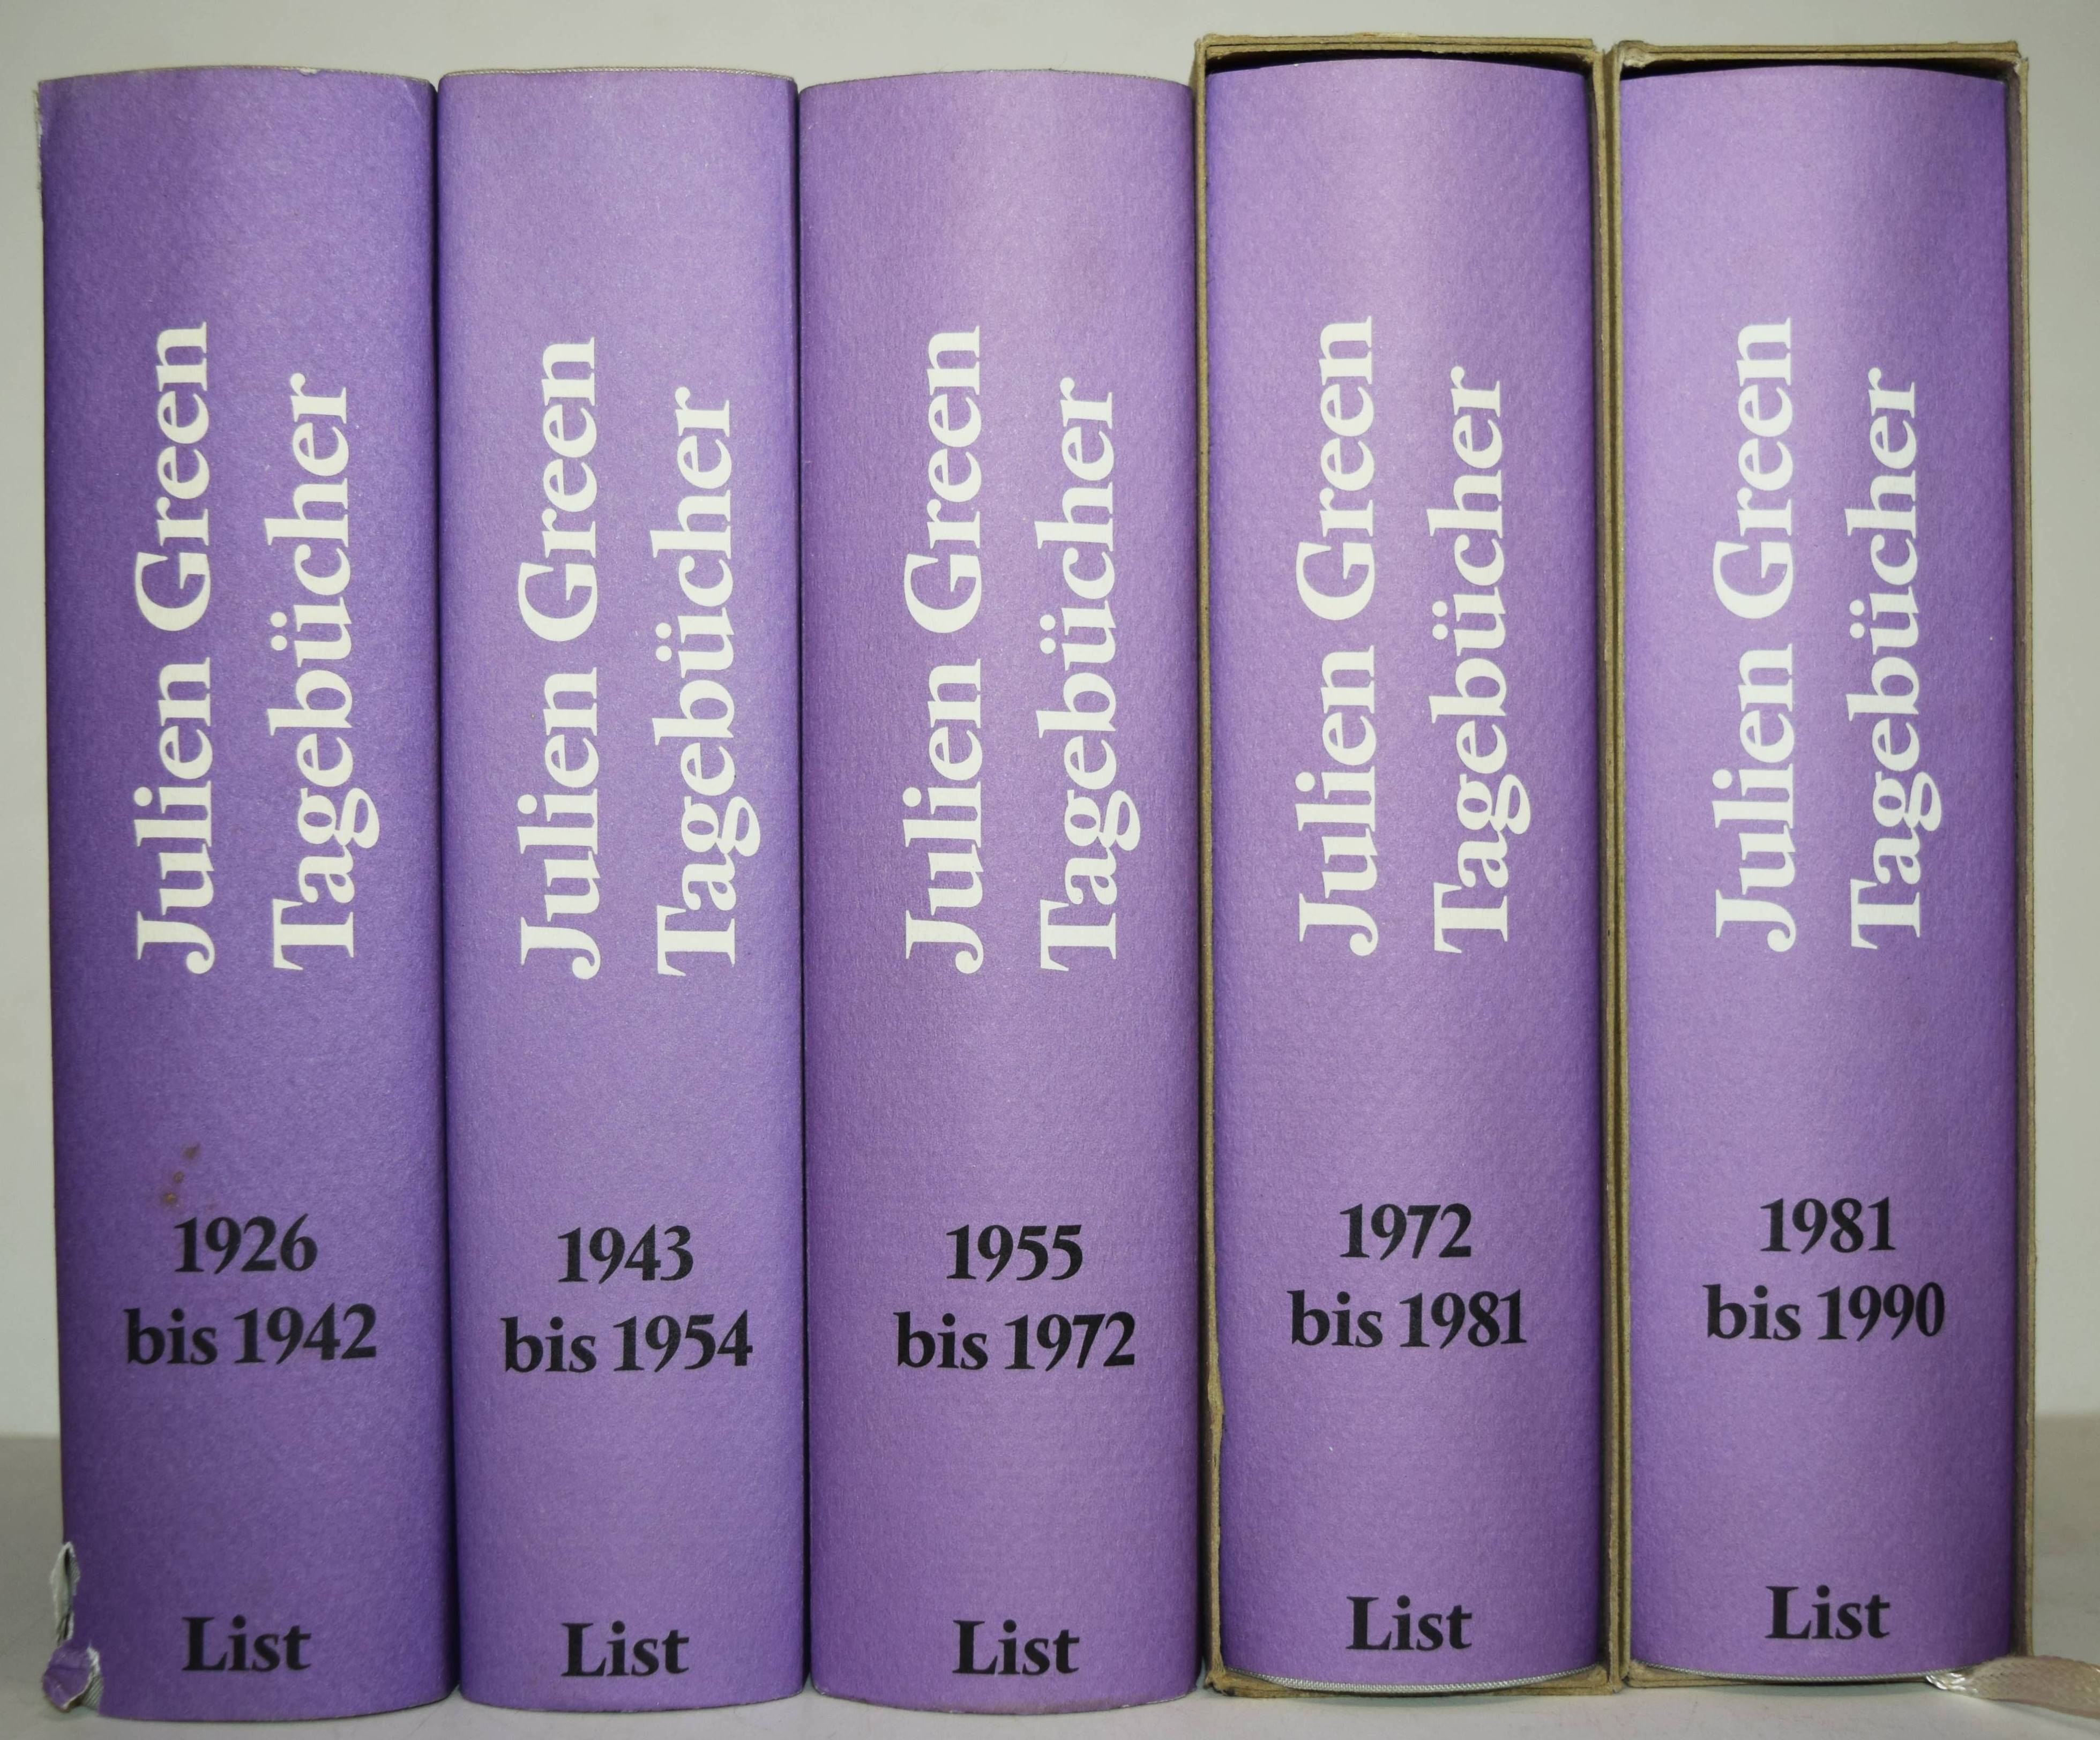 Julien Green
Tagebücher
1926
bis 1942
List
Julien Green
Tagebücher
1943
bis 1954
List
Julien Green
Tagebücher
1955
bis 1972
List
Julien Green
Tagebücher
1972
bis 1981
List
Julien Green
Tagebücher
1981
bis 1990
List